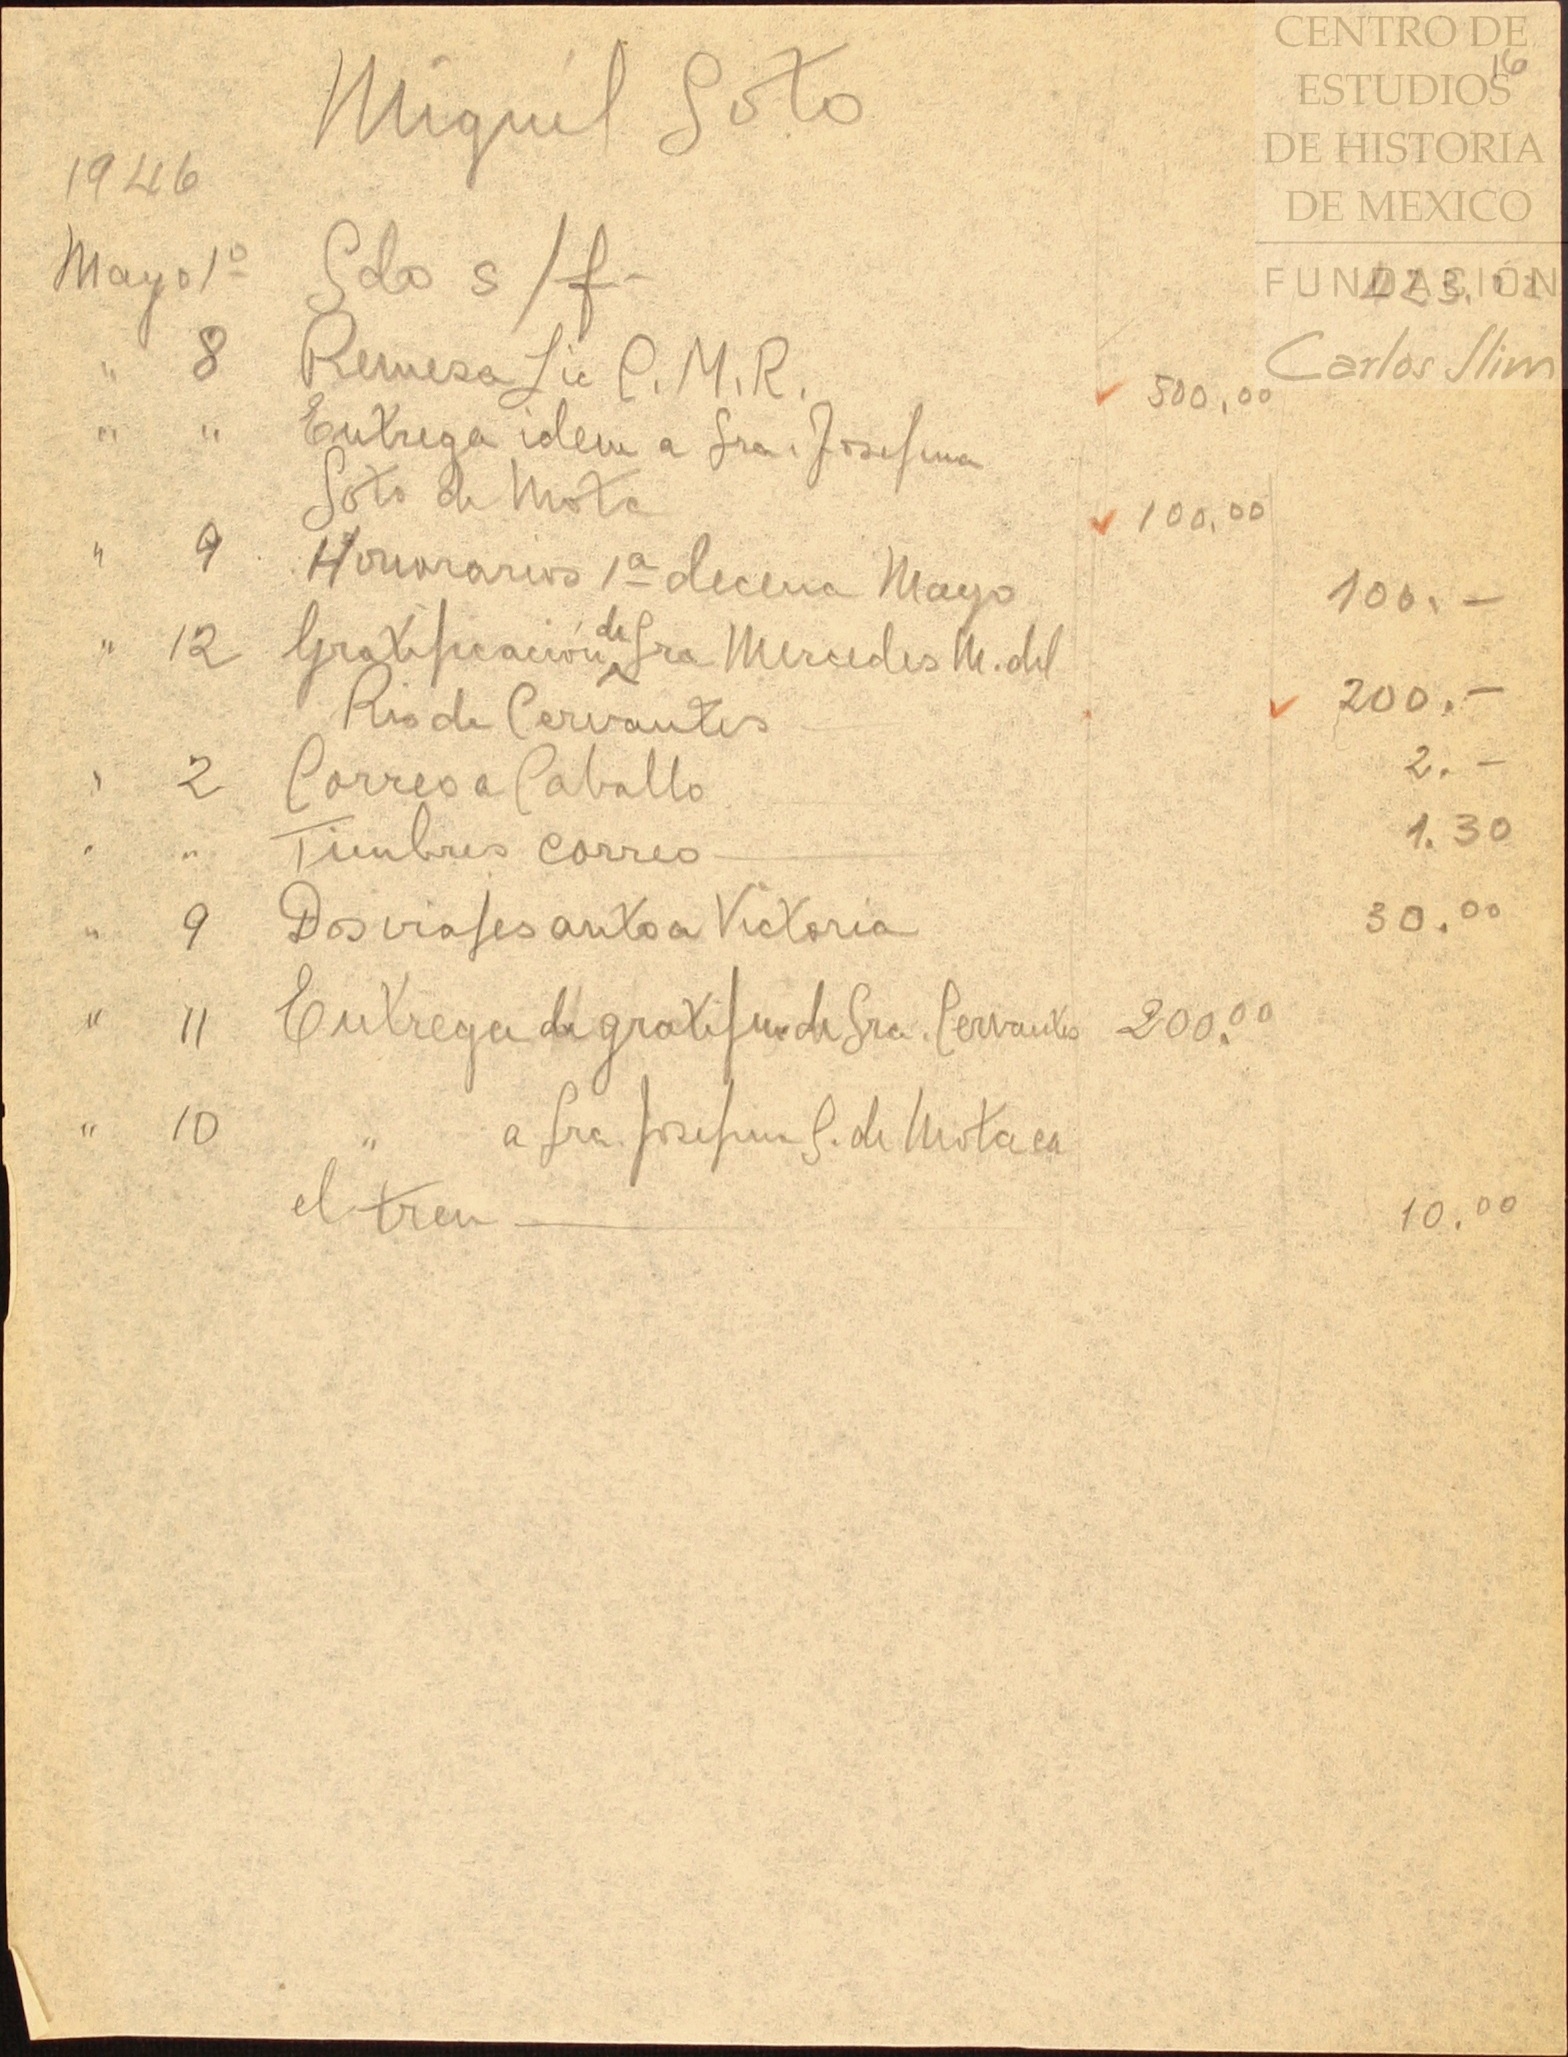 CENTRO DE
ESTUDIOS
DE HISTORIA
DE MEXICO
FUNDACIÓN
Carlos Slim
16
Miguel Soto
1946
Mayo 1º Sdo s/f-
" 8 Remesa Lic C. M. R. 500.00
" " Entrega idem a Sra. Josefina
Soto de Mota 100.00
" 9 Honorarios 1ª decena Mayo 100.-
" 12 Gratificación de Sra Mercedes M. del
Rio de Cervantes 200.-
" 2 Correo a Caballo 2.-
" " Timbres correo 1.30
" 9 Dos viajes auto a Victoria 30.00
" 11 Entrega de de Sra. Cervantes 200.00
" 10 " a Sra. Josefina S. de Mota en
el tren 10.00